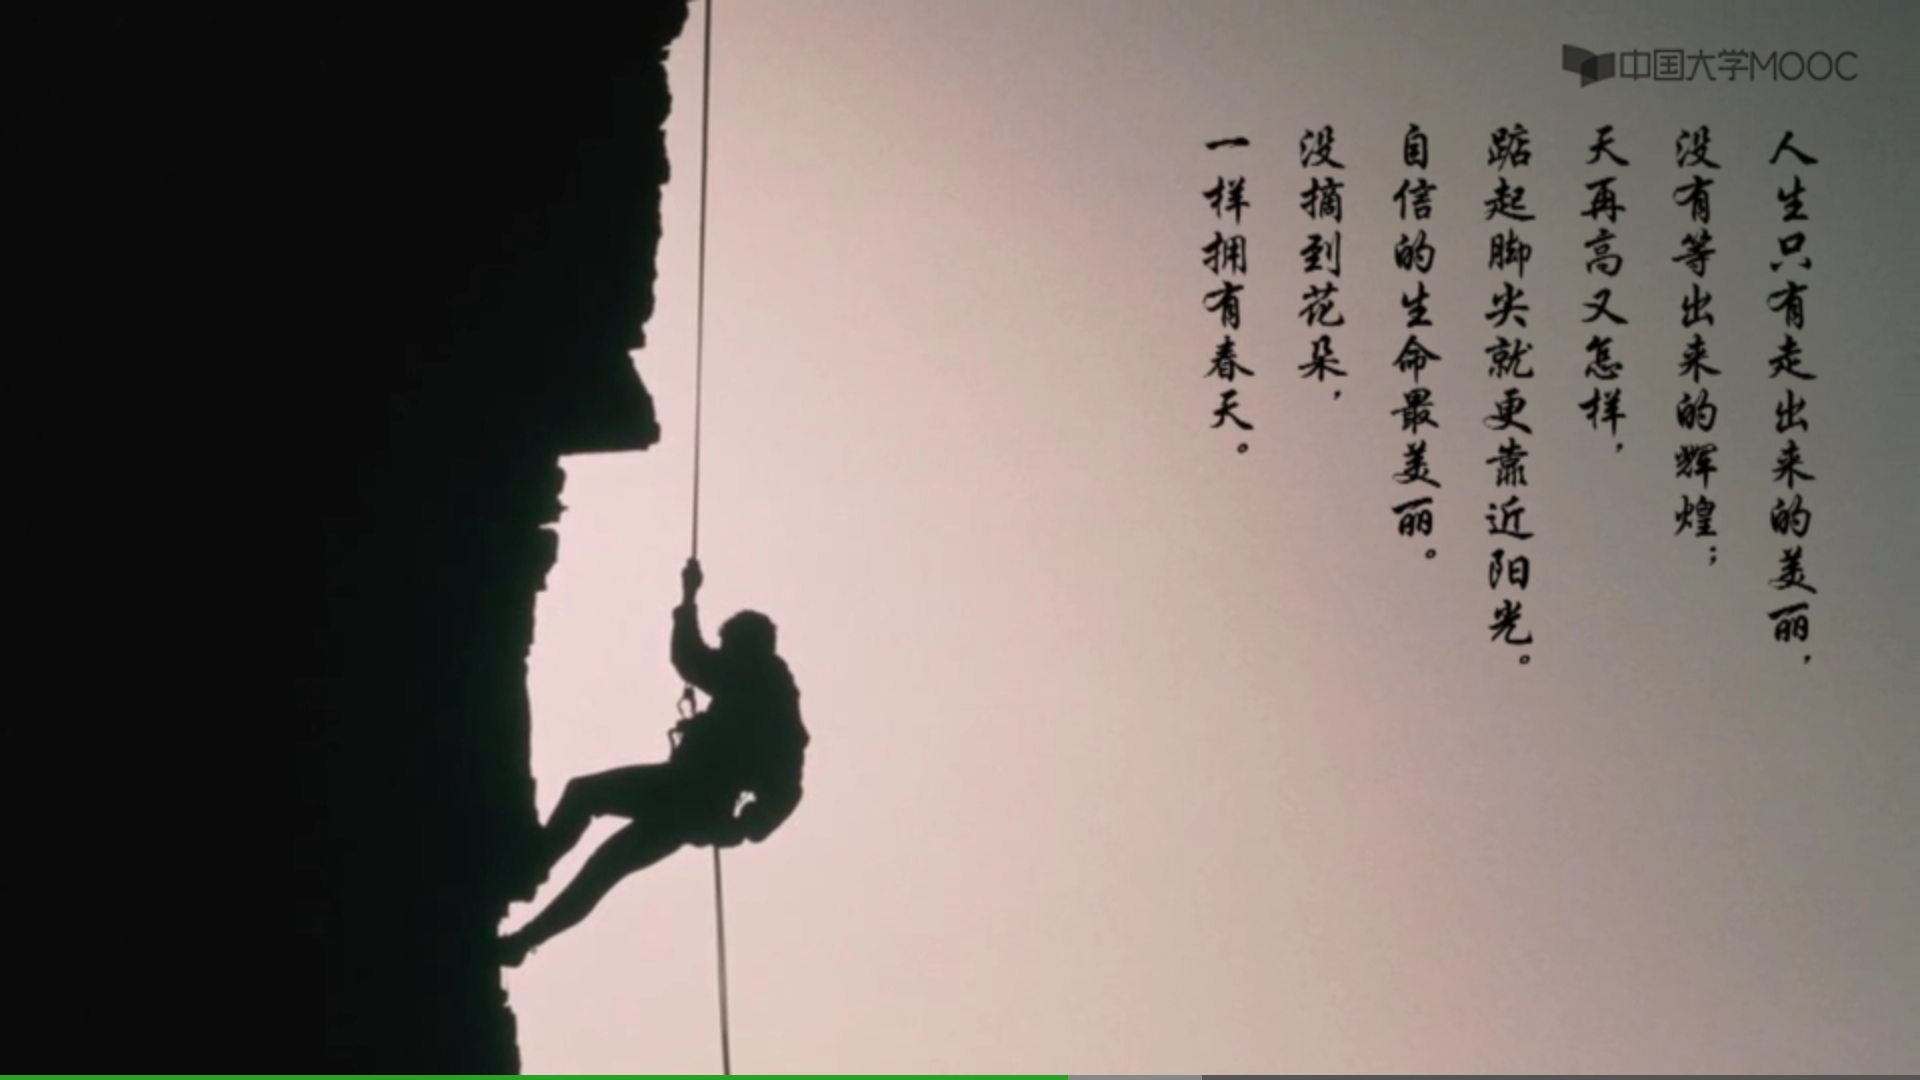 中国大学MOOC
人生只有走出来的美丽，
没有等出来的辉煌；
天再高又怎样，
踮起脚尖就更靠近阳光。
自信的生命最美丽。
没摘到花朵，
一样拥有春天。